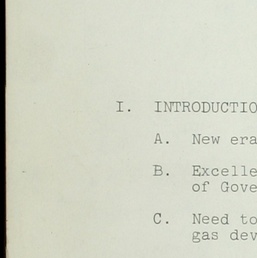 I. INTRODUCTIO
A. New era
B. Excelle
of Gove
C. Need to
gas dev